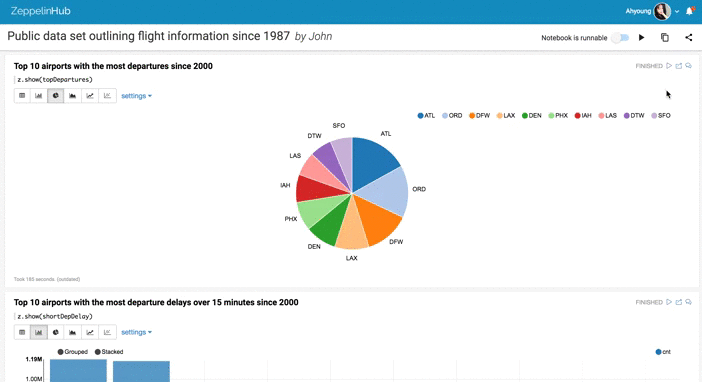 ZeppelinHub
Ahyoung
Public data set outlining flight information since 1987 by John
Notebook is runnable
Top 10 airports with the most departures since 2000
FINISHED
z.show(topDepartures)
settings
ATL ORD DFW LAX DEN PHX IAH LAS DTW SFO
SFO
ATL
DTW
LAS
ORD
IAH
PHX
DFW
DEN
LAX
Took 185 seconds. (outdated)
Top 10 airports with the most departure delays over 15 minutes since 2000
FINISHED
z.show(shortDepDelay)
settings
Grouped Stacked
cnt
1.19M
1.00M